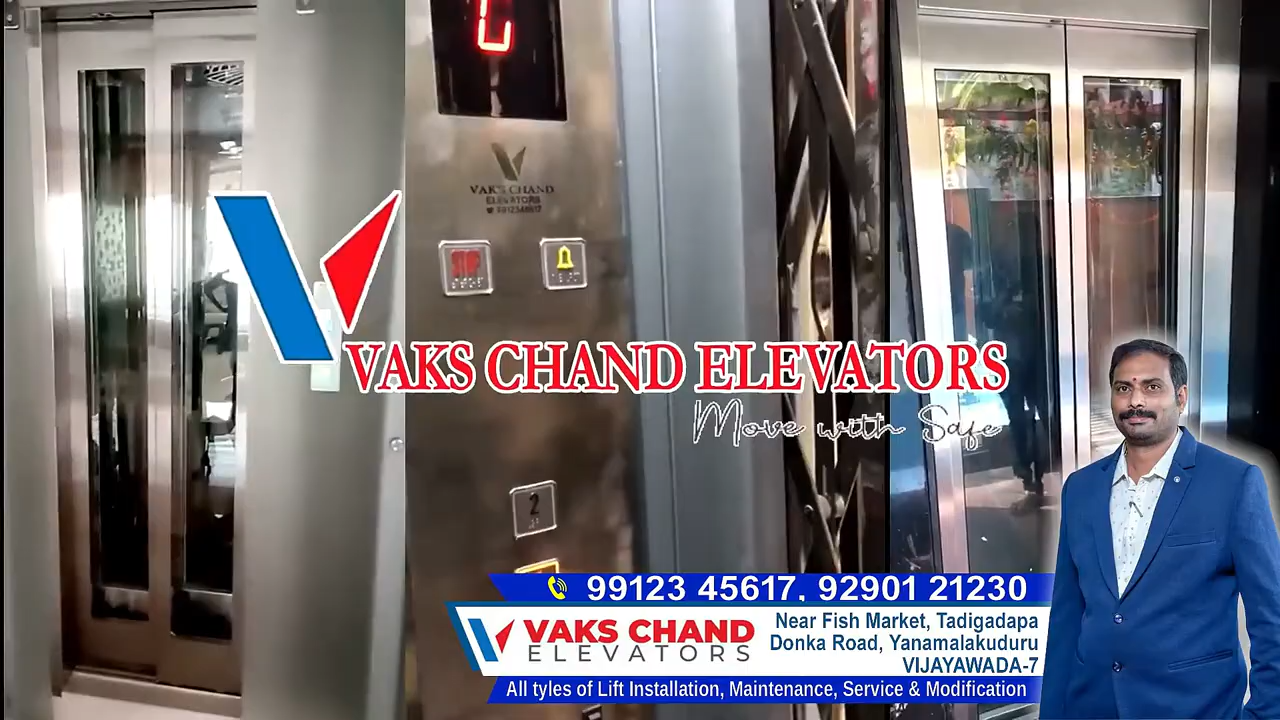 VAK'S CHAND
ELEVATORS
VAKS CHAND ELEVATORS
Move with Safe
2
99123 45617, 92901 21230
VAKS CHAND
ELEVATORS
Near Fish Market, Tadigadapa
Donka Road, Yanamalakuduru
VIJAYAWADA-7
All tyles of Lift Installation, Maintenance, Service & Modification